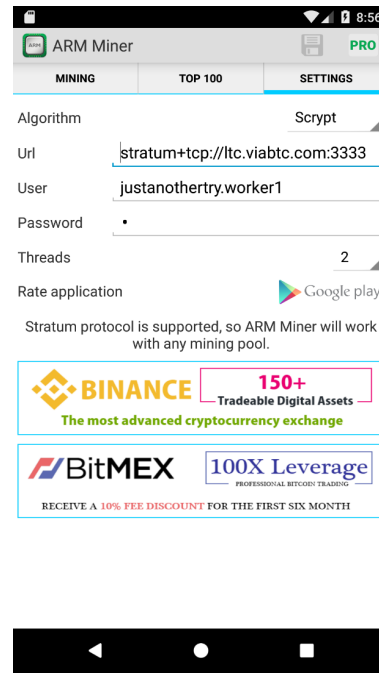 8:56
ARM
ARM Miner
PRO
MINING
TOP 100
SETTINGS
Algorithm
Scrypt
Url
stratum+tcp://ltc.viabtc.com:3333
User
justanothertry.worker1
Password
•
Threads
2
Rate application
Google play
Stratum protocol is supported, so ARM Miner will work
with any mining pool.
BINANCE
150+
Tradeable Digital Assets
The most advanced cryptocurrency exchange
BitMEX
100X Leverage
PROFESSIONAL BITCOIN TRADING
RECEIVE A 10% FEE DISCOUNT FOR THE FIRST SIX MONTH